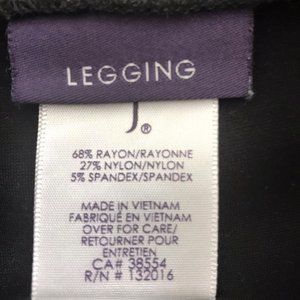 LEGGING
J®
68% RAYON/RAYONNE
27% NYLON/NYLON
5% SPANDEX/SPANDEX
MADE IN VIETNAM
FABRIQUÉ EN VIETNAM
OVER FOR CARE/
RETOURNER POUR
ENTRETIEN
CA# 38554
R/N # 132016